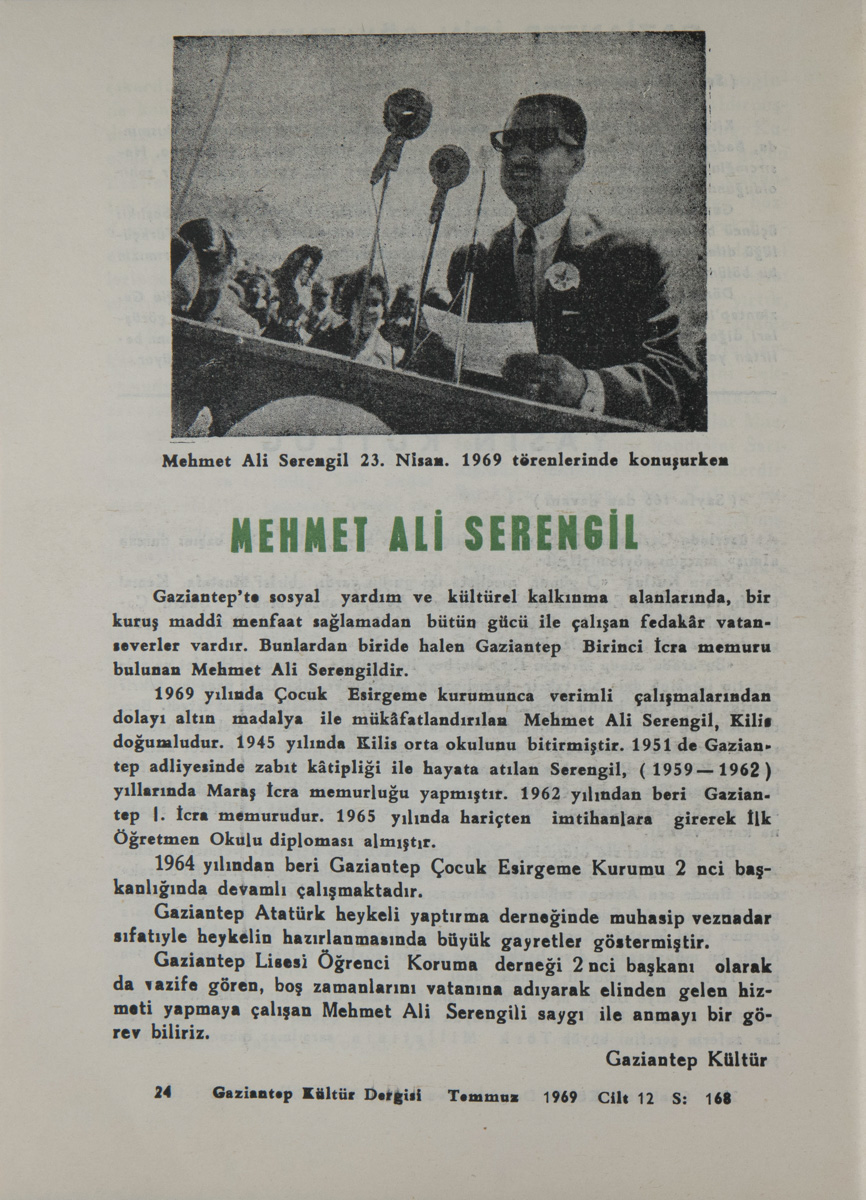 Mehmet Ali Serengil 23. Nisan. 1969 törenlerinde konuşurken
MEHMET ALİ SERENGİL
Gaziantep'te sosyal yardım ve kültürel kalkınma alanlarında, bir
kuruş maddî menfaat sağlamadan bütün gücü ile çalışan fedakâr vatan-
severler vardır. Bunlardan biride halen Gaziantep Birinci İcra memuru
bulunan Mehmet Ali Serengildir.
1969 yılında Çocuk Esirgeme kurumunca verimli çalışmalarından
dolayı altın madalya ile mükâfatlandırılan Mehmet Ali Serengil, Kilis
doğumludur. 1945 yılında Kilis orta okulunu bitirmiştir. 1951 de Gazian-
tep adliyesinde zabıt kâtipliği ile hayata atılan Serengil, ( 1959 — 1962 )
yıllarında Maraş İcra memurluğu yapmıştır. 1962 yılından beri Gazian-
tep I. İcra memurudur. 1965 yılında hariçten imtihanlara girerek İlk
Öğretmen Okulu diploması almıştır.
1964 yılından beri Gaziantep Çocuk Esirgeme Kurumu 2 nci baş-
kanlığında devamlı çalışmaktadır.
Gaziantep Atatürk heykeli yaptırma derneğinde muhasip veznadar
sıfatiyle heykelin hazırlanmasında büyük gayretler göstermiştir.
Gaziantep Lisesi Öğrenci Koruma derneği 2 nci başkanı olarak
da vazife gören, boş zamanlarını vatanına adıyarak elinden gelen hiz-
meti yapmaya çalışan Mehmet Ali Serengili saygı ile anmayı bir gö-
rev biliriz.
Gaziantep Kültür
24 Gaziantep Kültür Dergisi Temmuz 1969 Cilt 12 S: 168